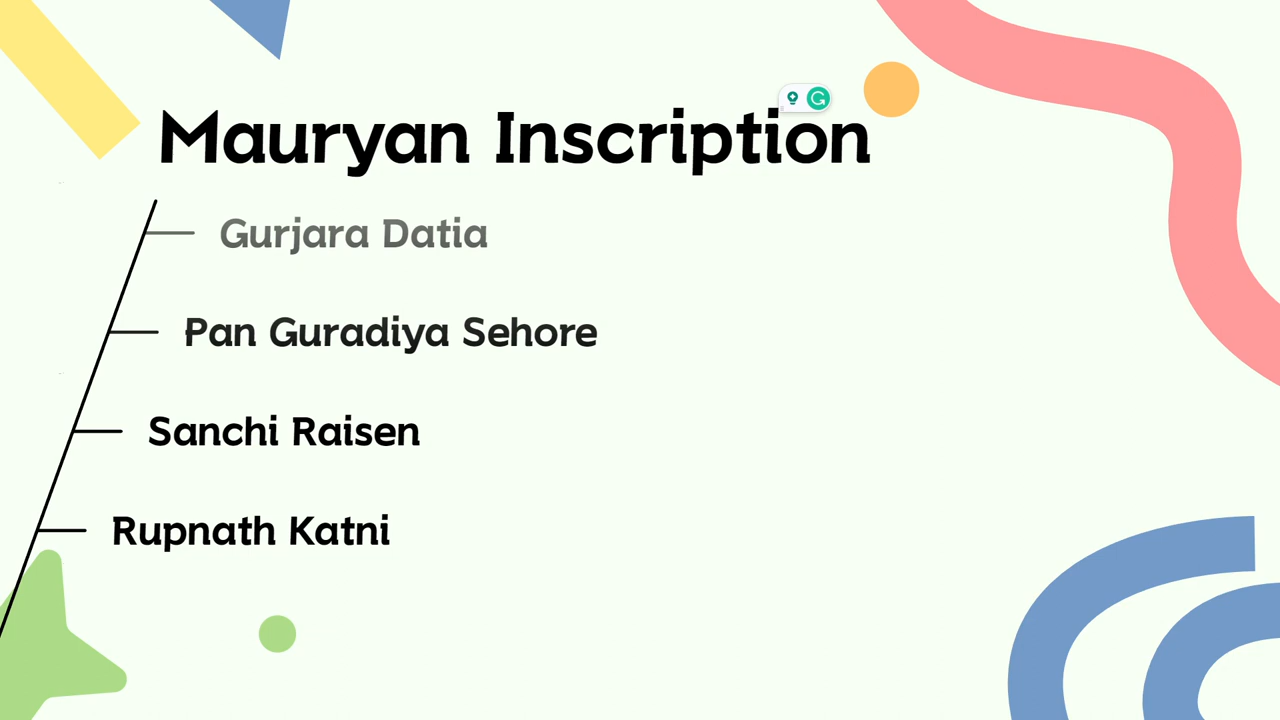 Mauryan Inscription
Gurjara Datia
Pan Guradiya Sehore
Sanchi Raisen
Rupnath Katni